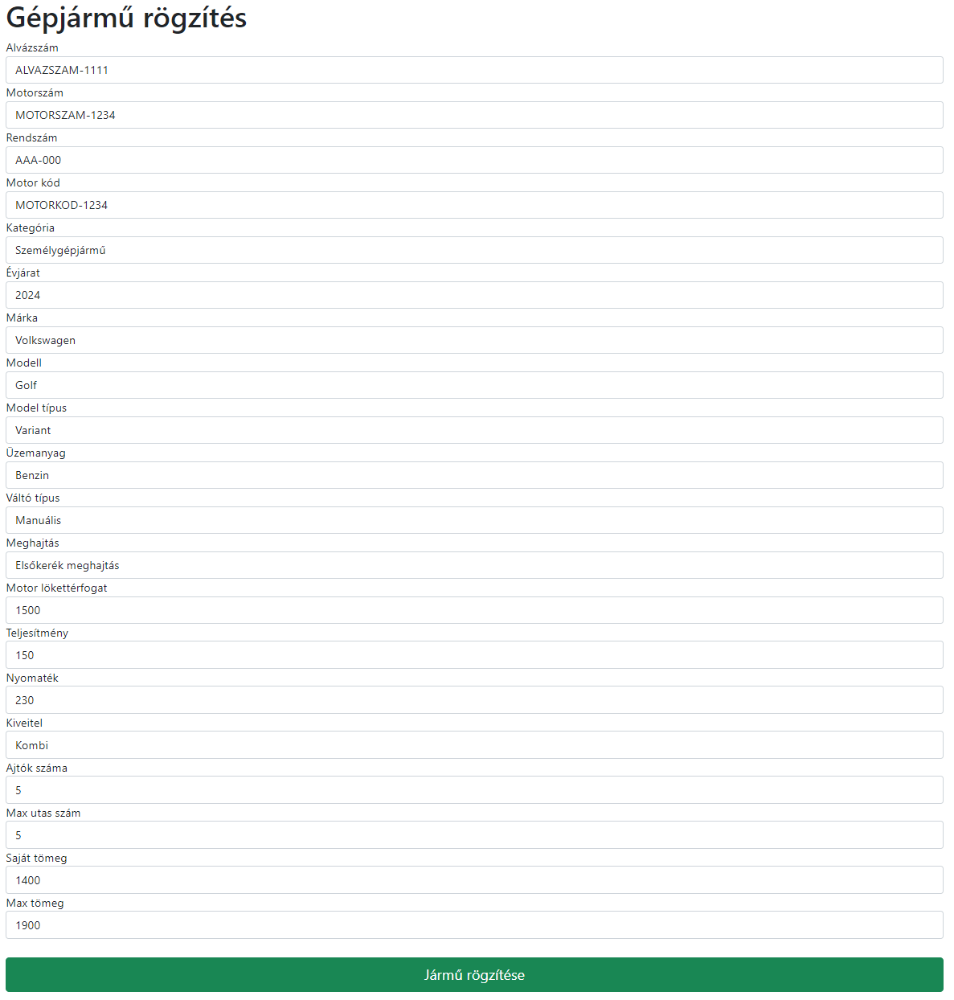 Gépjármű rögzítés
Alvázszám
ALVAZSZAM-1111
Motorszám
MOTORSZAM-1234
Rendszám
AAA-000
Motor kód
MOTORKOD-1234
Kategória
Személygépjármű
Évjárat
2024
Márka
Volkswagen
Modell
Golf
Model típus
Variant
Üzemanyag
Benzin
Váltó típus
Manuális
Meghajtás
Elsőkerék meghajtás
Motor lökettérfogat
1500
Teljesítmény
150
Nyomaték
230
Kiveitel
Kombi
Ajtók száma
5
Max utas szám
5
Saját tömeg
1400
Max tömeg
1900
Jármű rögzítése